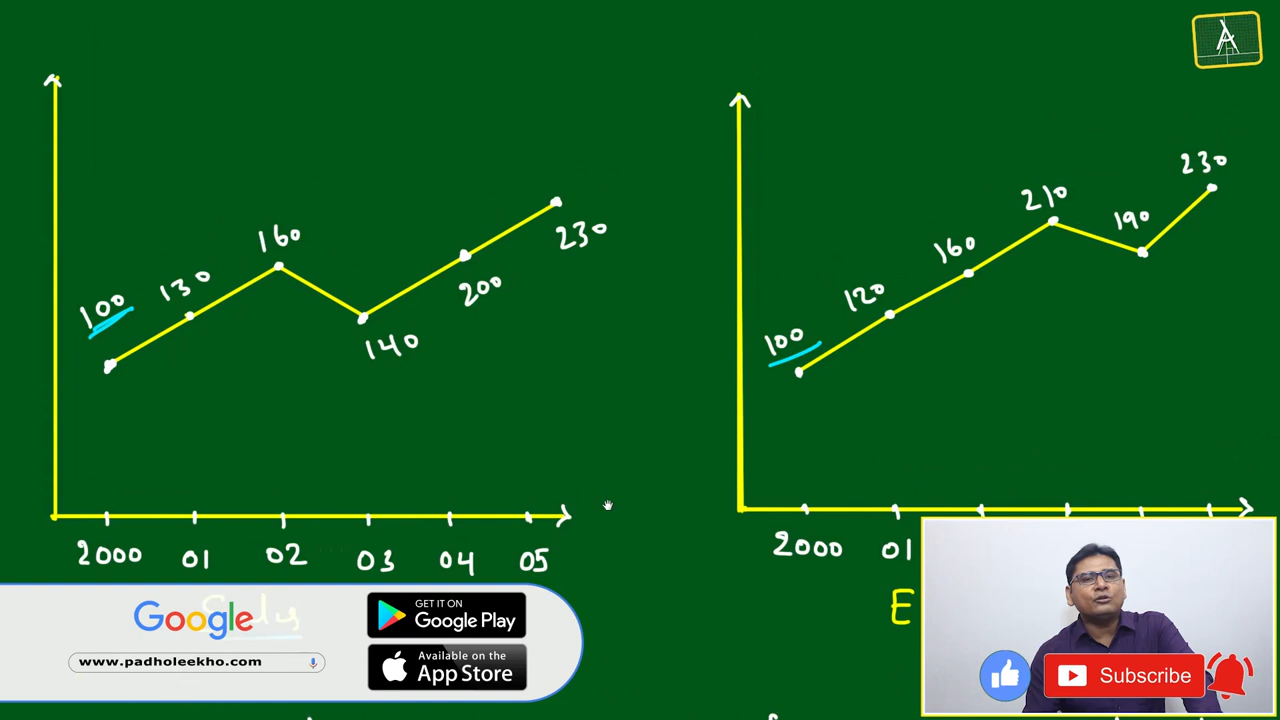 A
100
130
160
140
200
230
2000 01 02 03 04 05
100
120
160
210
190
230
2000 01
E
Google
www.padholeekho.com
GET IT ON
Google Play
Available on the
App Store
Subscribe